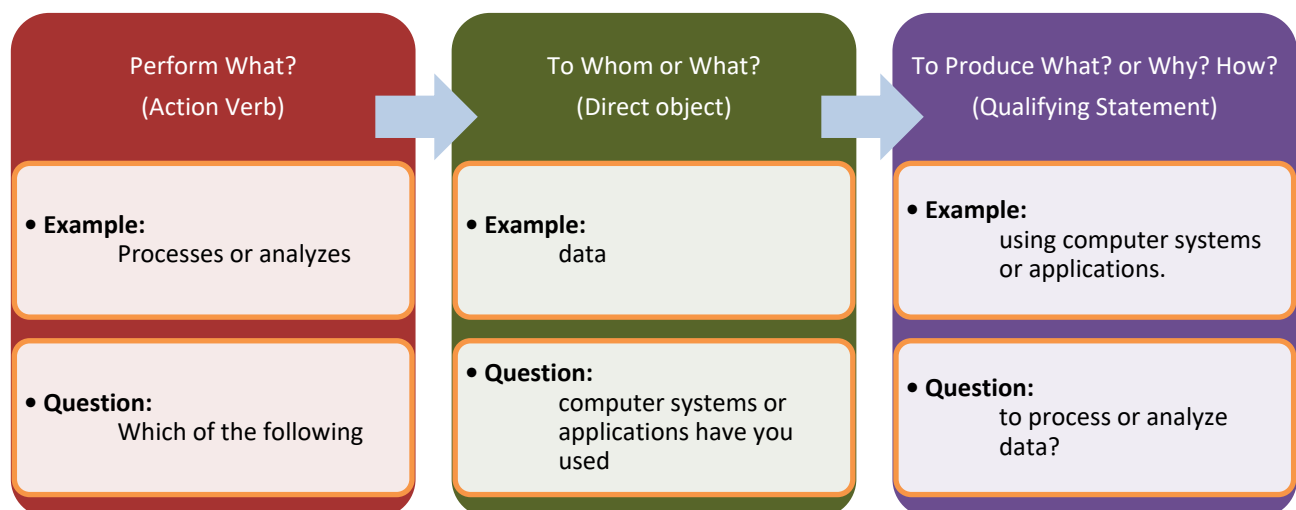 Perform What?
(Action Verb)
• Example:
Processes or analyzes
• Question:
Which of the following
To Whom or What?
(Direct object)
• Example:
data
• Question:
computer systems or
applications have you
used
To Produce What? or Why? How?
(Qualifying Statement)
• Example:
using computer systems
or applications.
• Question:
to process or analyze
data?